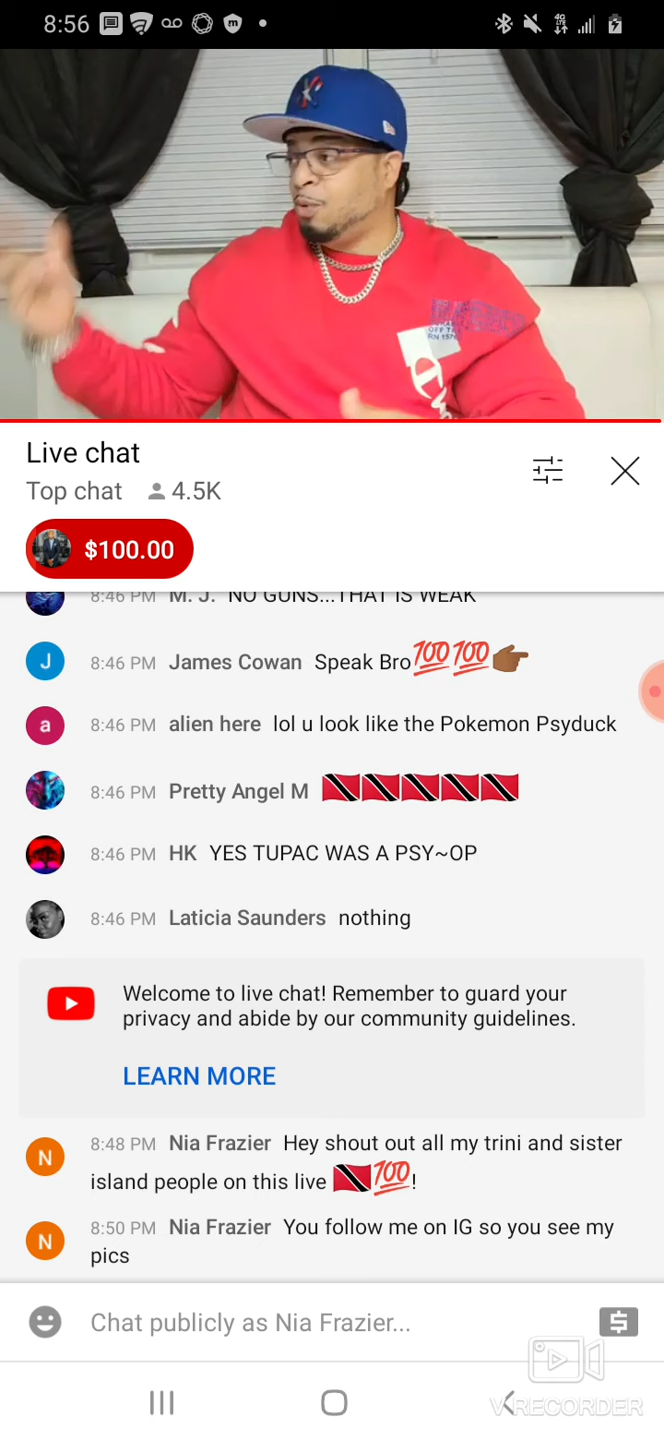 8:56
Live chat
Top chat 4.5K
$100.00
8:46 PM M. J. NO GUNS...THAT IS WEAK
J 8:46 PM James Cowan Speak Bro💯💯👉🏾
a 8:46 PM alien here lol u look like the Pokemon Psyduck
8:46 PM Pretty Angel M 🇹🇹🇹🇹🇹🇹🇹🇹🇹🇹
8:46 PM HK YES TUPAC WAS A PSY~OP
8:46 PM Laticia Saunders nothing
Welcome to live chat! Remember to guard your
privacy and abide by our community guidelines.
LEARN MORE
N 8:48 PM Nia Frazier Hey shout out all my trini and sister
island people on this live 🇹🇹💯!
N 8:50 PM Nia Frazier You follow me on IG so you see my
pics
Chat publicly as Nia Frazier...
V RECORDER